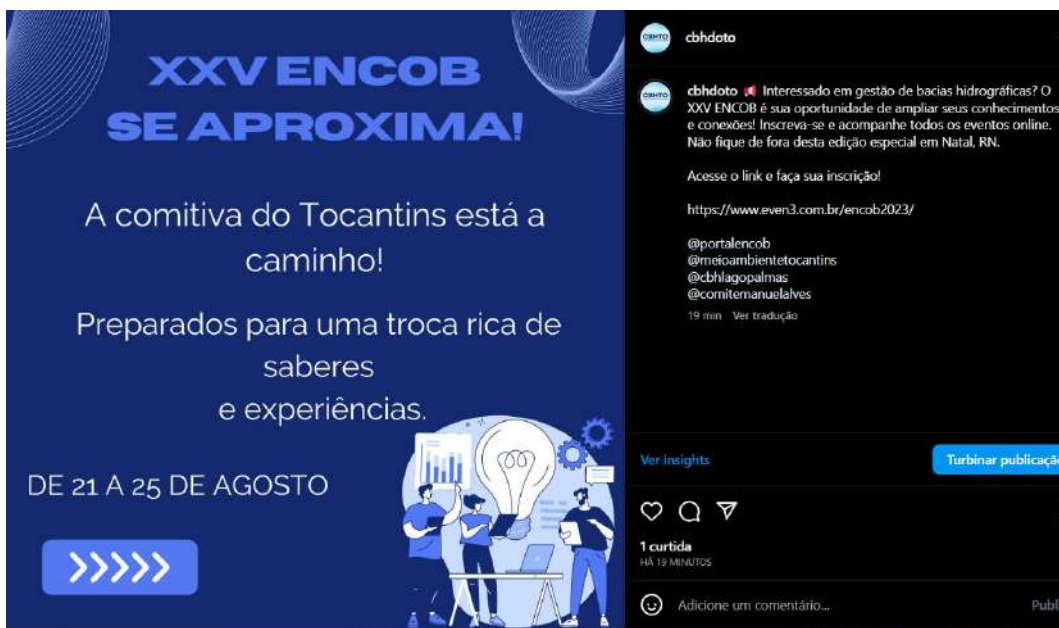 XXV ENCOB
SE APROXIMA!
A comitiva do Tocantins está a
caminho!
Preparados para uma troca rica de
saberes
e experiências.
DE 21 A 25 DE AGOSTO
>>>>>
CBHTO
cbhdoto
CBHTO
cbhdoto 📢 Interessado em gestão de bacias hidrográficas? O
XXV ENCOB é sua oportunidade de ampliar seus conhecimentos
e conexões! Inscreva-se e acompanhe todos os eventos online.
Não fique de fora desta edição especial em Natal, RN.
Acesse o link e faça sua inscrição!
https://www.even3.com.br/encob2023/
@portalencob
@meioambientetocantins
@cbhlagopalmas
@comitemanuelalves
19 min Ver tradução
Ver insights
Turbinar publicaçã
1 curtida
HÁ 19 MINUTOS
Adicione um comentário...
Publ